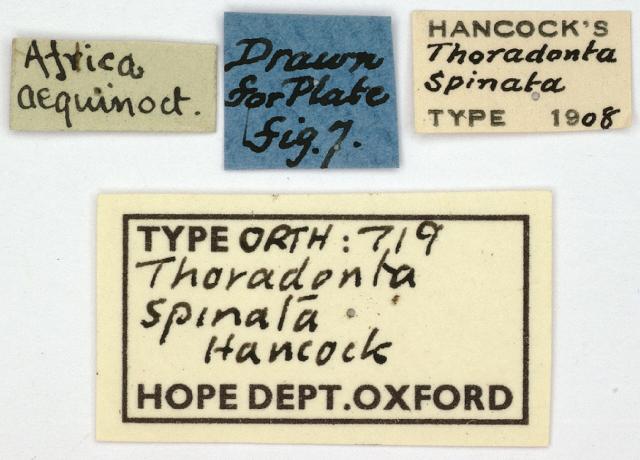 Africa
aequinoct.
Drawn
for Plate
fig. 7.
HANCOCK'S
Thoradonta
Spinata
TYPE 1908
TYPE ORTH: 719
Thoradonta
spinata
Hancock
HOPE DEPT. OXFORD